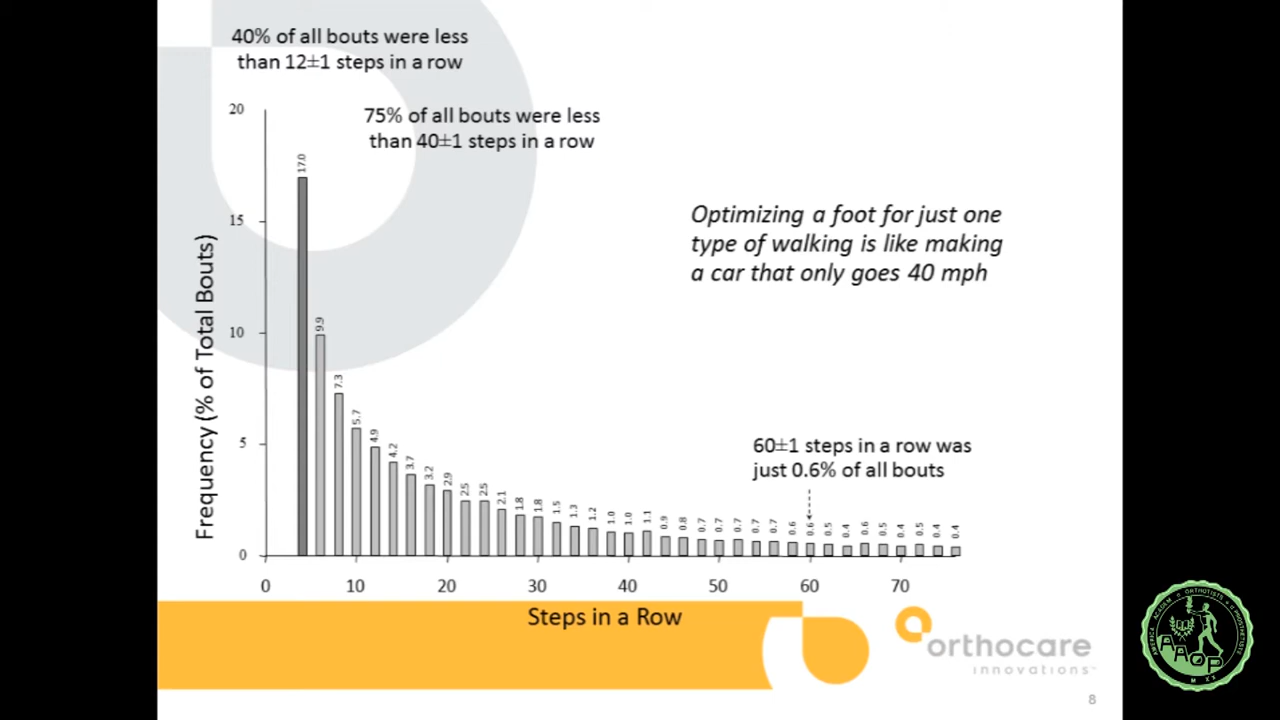 40% of all bouts were less
than 12±1 steps in a row
75% of all bouts were less
than 40±1 steps in a row
Optimizing a foot for just one
type of walking is like making
a car that only goes 40 mph
60±1 steps in a row was
just 0.6% of all bouts
Frequency (% of Total Bouts)
20
15
10
5
0
17.0
9.9
7.3
5.7
4.9
4.2
3.7
3.2
2.9
2.5
2.5
2.1
1.8
1.8
1.5
1.3
1.2
1.0
1.0
1.1
0.9
0.8
0.7
0.7
0.7
0.7
0.7
0.6
0.6
0.5
0.4
0.6
0.5
0.4
0.5
0.4
0.4
0 10 20 30 40 50 60 70
Steps in a Row
orthocare
innovations
8
AAOP